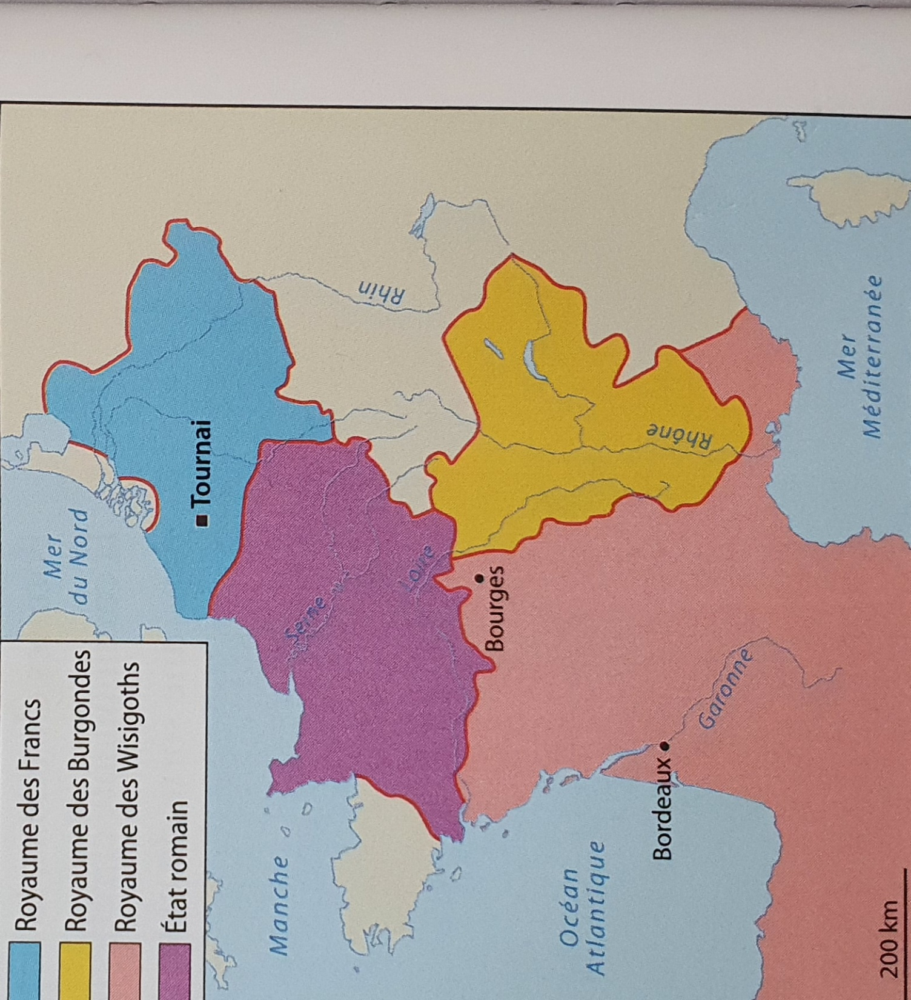 Royaume des Francs
Royaume des Burgondes
Royaume des Wisigoths
État romain
Mer
du Nord
Tournai
Manche
Rhin
Seine
Loire
Bourges
Océan
Atlantique
Bordeaux
Garonne
Rhône
Mer
Méditerranée
200 km